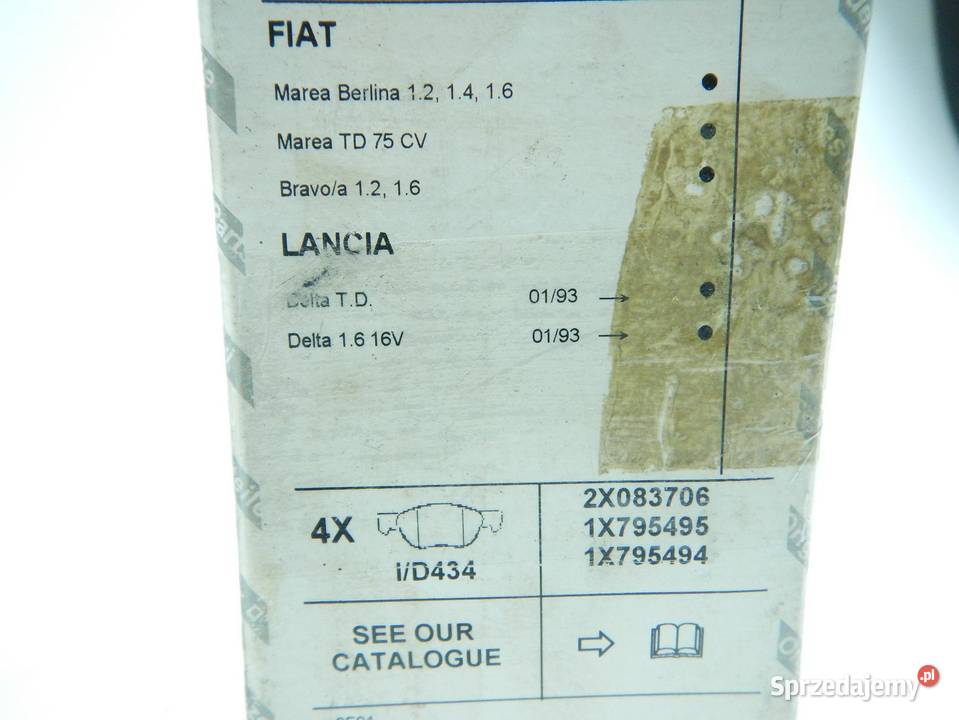 FIAT
Marea Berlina 1.2, 1.4, 1.6
Marea TD 75 CV
Bravo/a 1.2, 1.6
LANCIA
Delta T.D. 01/93 →
Delta 1.6 16V 01/93 →
4X
I/D434
2X083706
1X795495
1X795494
SEE OUR
CATALOGUE
Sprzedajemy.pl